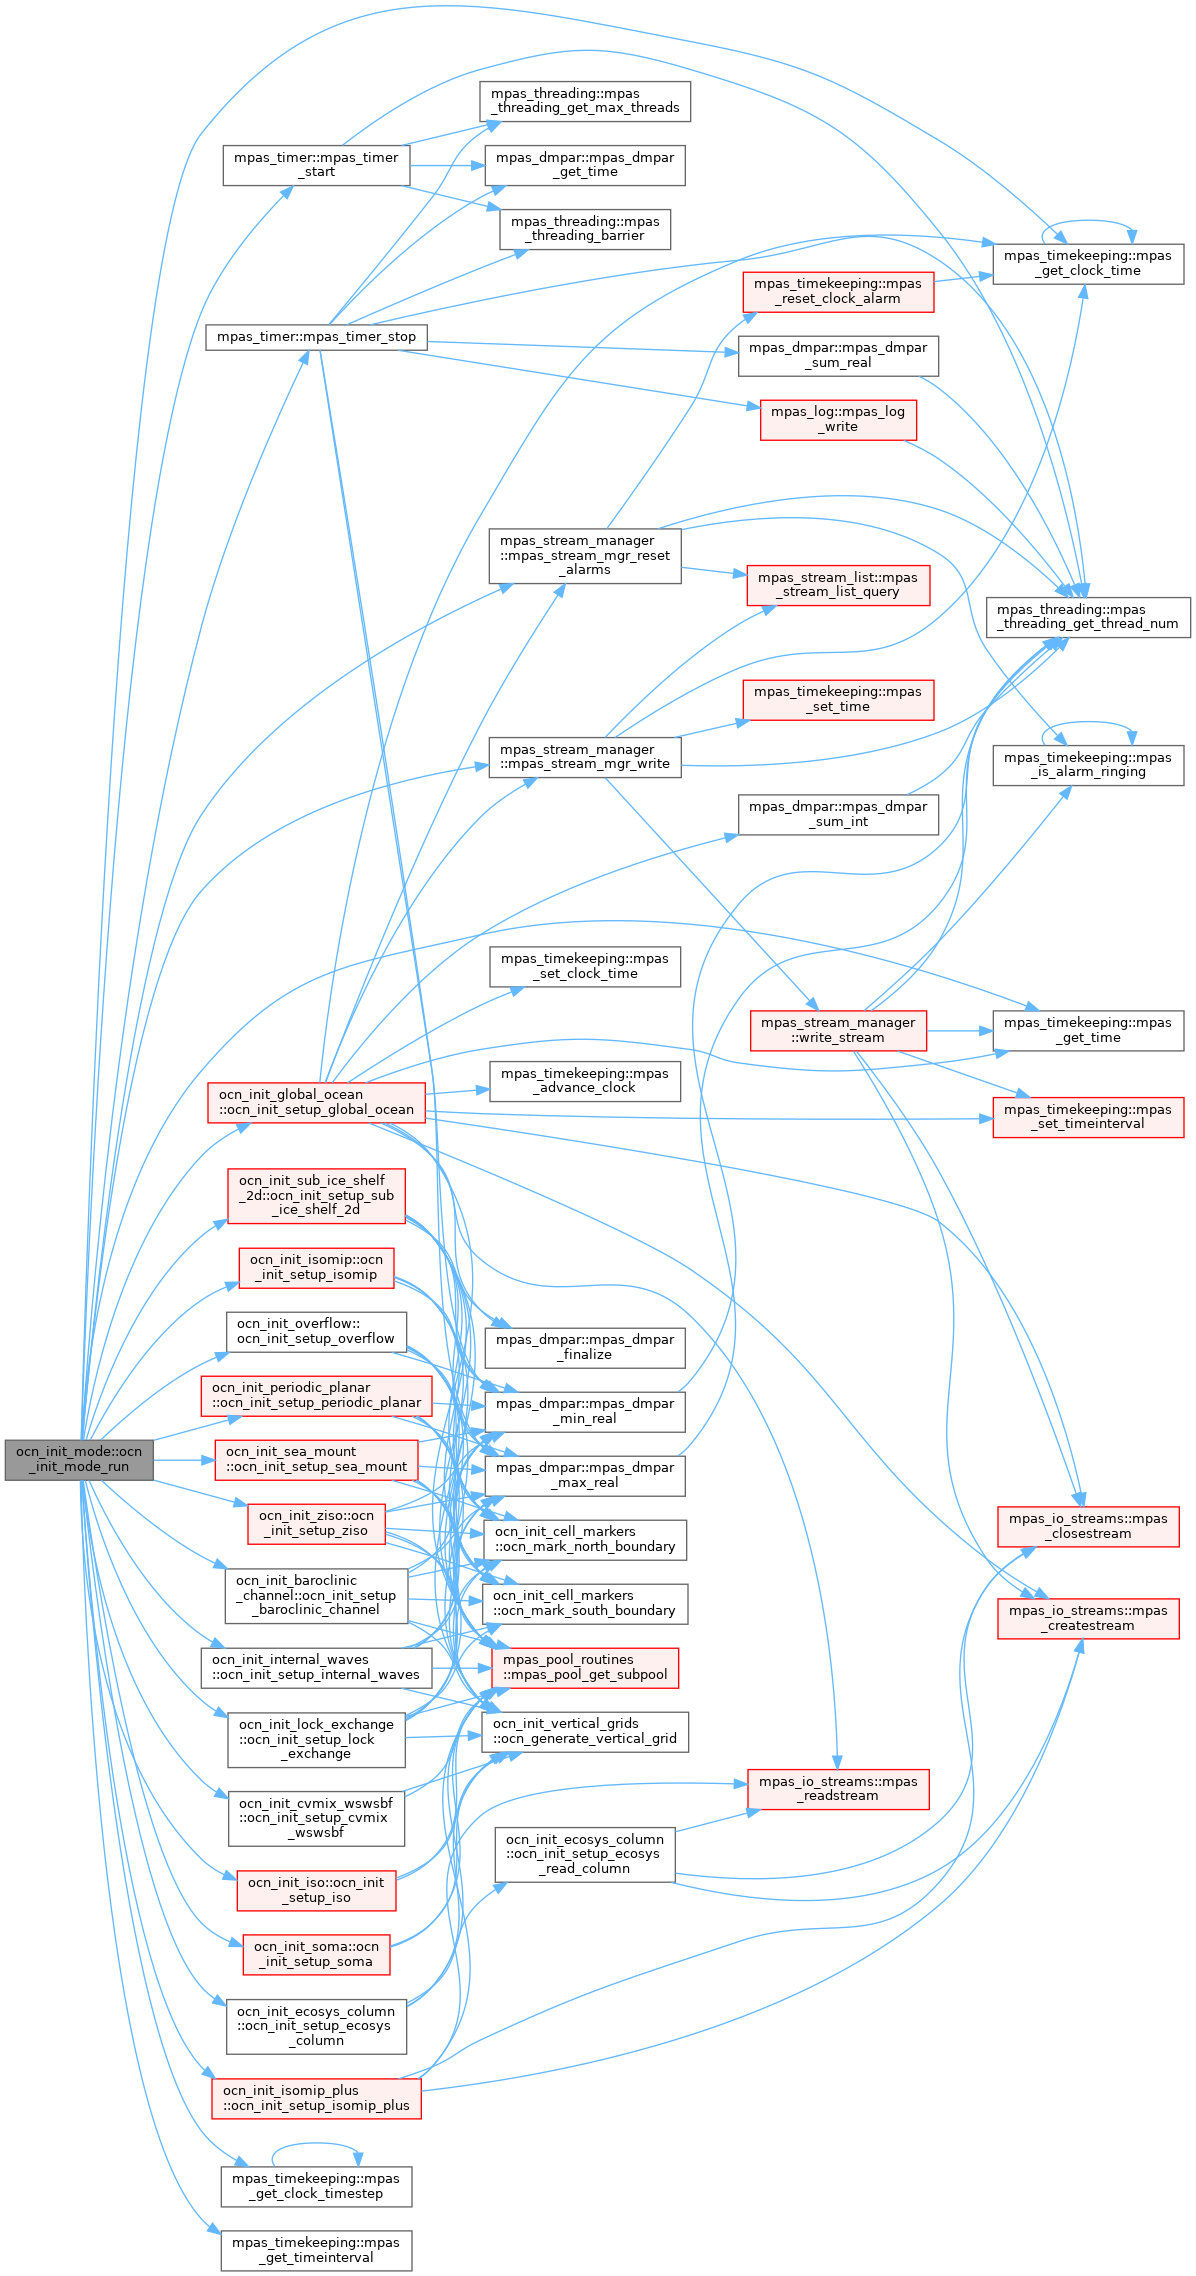 mpas_threading::mpas
_threading_get_max_threads
mpas_timer::mpas_timer
_start
mpas_dmpar::mpas_dmpar
_get_time
mpas_threading::mpas
_threading_barrier
mpas_timekeeping::mpas
_get_clock_time
mpas_timekeeping::mpas
_reset_clock_alarm
mpas_timer::mpas_timer_stop
mpas_dmpar::mpas_dmpar
_sum_real
mpas_log::mpas_log
_write
mpas_stream_manager
::mpas_stream_mgr_reset
_alarms
mpas_stream_list::mpas
_stream_list_query
mpas_threading::mpas
_threading_get_thread_num
mpas_timekeeping::mpas
_set_time
mpas_stream_manager
::mpas_stream_mgr_write
mpas_timekeeping::mpas
_is_alarm_ringing
mpas_dmpar::mpas_dmpar
_sum_int
mpas_timekeeping::mpas
_set_clock_time
mpas_stream_manager
::write_stream
mpas_timekeeping::mpas
_get_time
mpas_timekeeping::mpas
_advance_clock
ocn_init_global_ocean
::ocn_init_setup_global_ocean
mpas_timekeeping::mpas
_set_timeinterval
ocn_init_sub_ice_shelf
_2d::ocn_init_setup_sub
_ice_shelf_2d
ocn_init_isomip::ocn
_init_setup_isomip
ocn_init_overflow::
ocn_init_setup_overflow
mpas_dmpar::mpas_dmpar
_finalize
ocn_init_periodic_planar
::ocn_init_setup_periodic_planar
mpas_dmpar::mpas_dmpar
_min_real
ocn_init_mode::ocn
_init_mode_run
ocn_init_sea_mount
::ocn_init_setup_sea_mount
mpas_dmpar::mpas_dmpar
_max_real
ocn_init_ziso::ocn
_init_setup_ziso
ocn_init_cell_markers
::ocn_mark_north_boundary
mpas_io_streams::mpas
_closestream
ocn_init_baroclinic
_channel::ocn_init_setup
_baroclinic_channel
ocn_init_cell_markers
::ocn_mark_south_boundary
mpas_io_streams::mpas
_createstream
ocn_init_internal_waves
::ocn_init_setup_internal_waves
mpas_pool_routines
::mpas_pool_get_subpool
ocn_init_lock_exchange
::ocn_init_setup_lock
_exchange
ocn_init_vertical_grids
::ocn_generate_vertical_grid
mpas_io_streams::mpas
_readstream
ocn_init_cvmix_wswsbf
::ocn_init_setup_cvmix
_wswsbf
ocn_init_ecosys_column
::ocn_init_setup_ecosys
_read_column
ocn_init_iso::ocn_init
_setup_iso
ocn_init_soma::ocn
_init_setup_soma
ocn_init_ecosys_column
::ocn_init_setup_ecosys
_column
ocn_init_isomip_plus
::ocn_init_setup_isomip_plus
mpas_timekeeping::mpas
_get_clock_timestep
mpas_timekeeping::mpas
_get_timeinterval